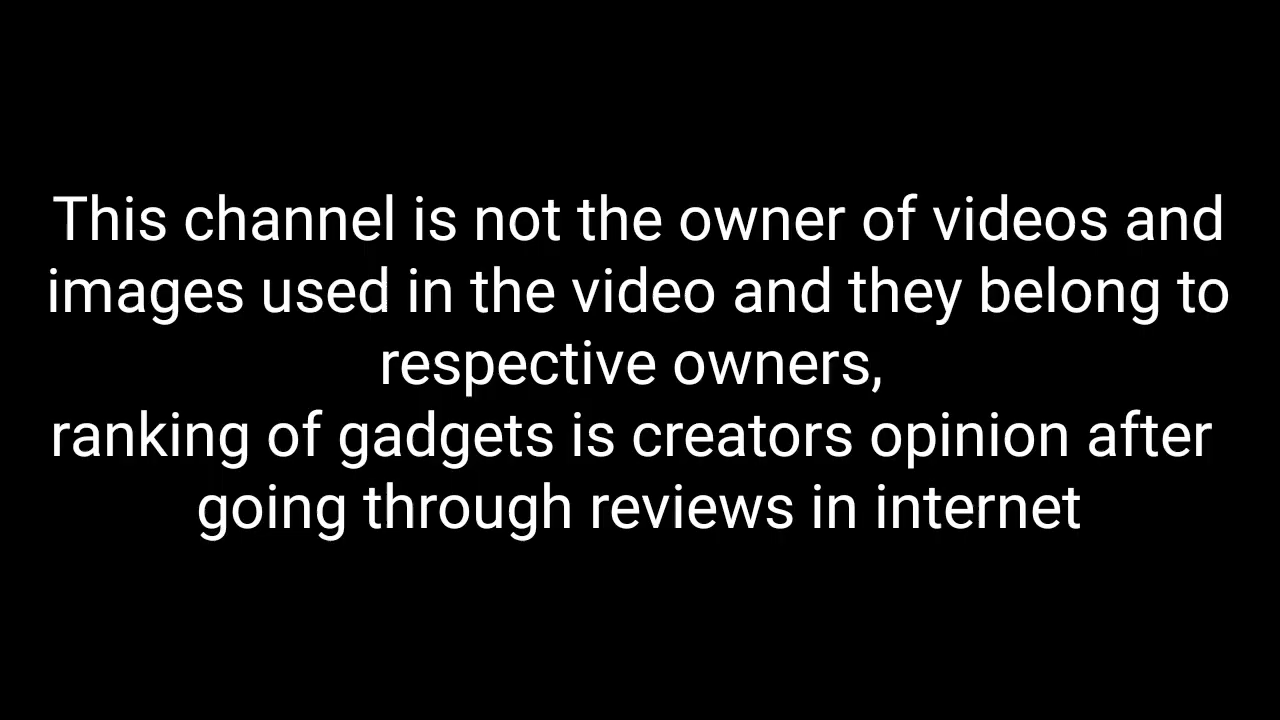 This channel is not the owner of videos and
images used in the video and they belong to
respective owners,
ranking of gadgets is creators opinion after
going through reviews in internet